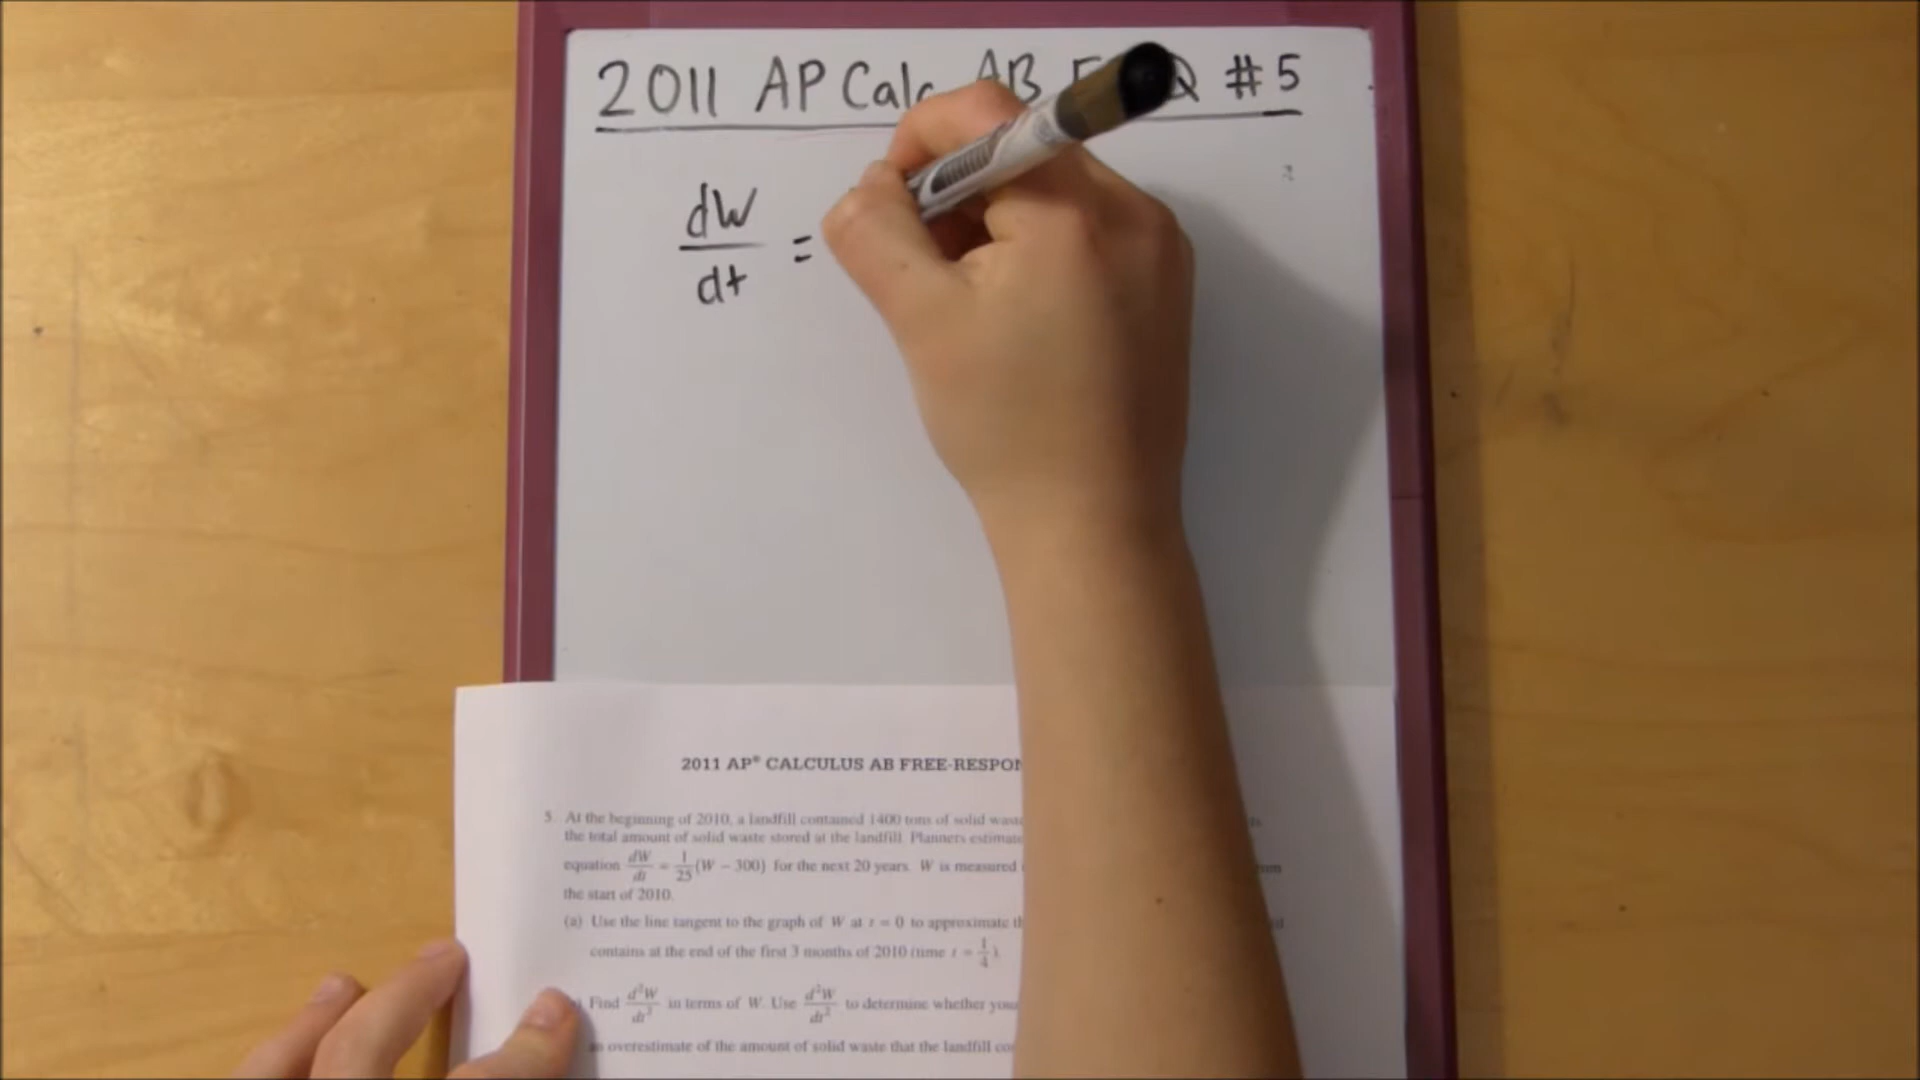 2011 AP Calc AB #5
dW
dt
=
2011 AP® CALCULUS AB FREE-RESPON
5. At the beginning of 2010, a landfill contained 1400 tons of solid
the total amount of solid waste stored at the landfill. Planners
equation dW/dt = 1/25 (W – 300) for the next 20 years. W is measured
the start of 2010.
(a) Use the line tangent to the graph of W at t = 0 to approximate
contains at the end of the first 3 months of 2010 (time t = 1/4).
Find d²W/dt² in terms of W. Use d²W/dt² to determine whether
an overestimate of the amount of solid waste that the landfill